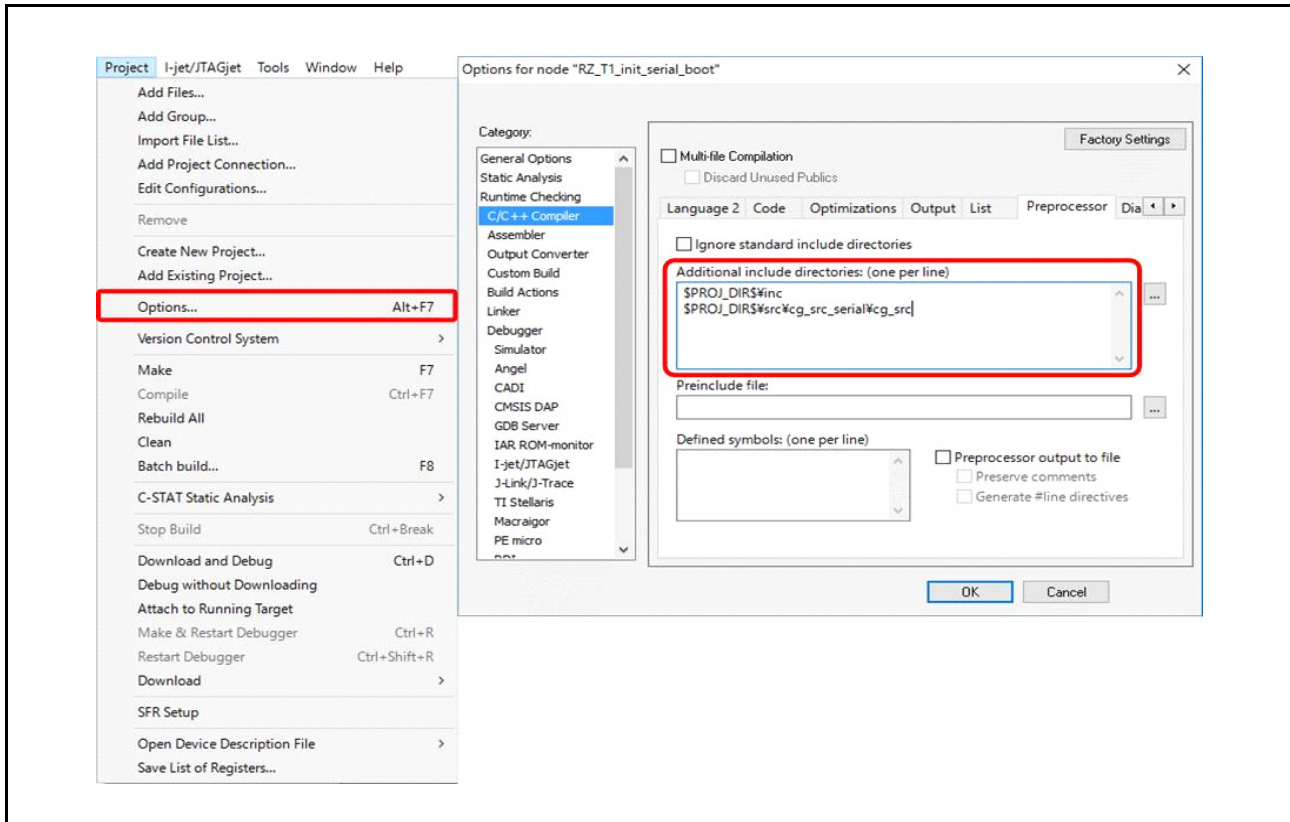 Project I-jet/JTAGjet Tools Window Help
Add Files...
Add Group...
Import File List...
Add Project Connection...
Edit Configurations...
Remove
Create New Project...
Add Existing Project...
Options... Alt+F7
Version Control System >
Make F7
Compile Ctrl+F7
Rebuild All
Clean
Batch build... F8
C-STAT Static Analysis >
Stop Build Ctrl+Break
Download and Debug Ctrl+D
Debug without Downloading
Attach to Running Target
Make & Restart Debugger Ctrl+R
Restart Debugger Ctrl+Shift+R
Download >
SFR Setup
Open Device Description File >
Save List of Registers...
Options for node "RZ_T1_init_serial_boot"
Category:
General Options
Static Analysis
Runtime Checking
C/C++ Compiler
Assembler
Output Converter
Custom Build
Build Actions
Linker
Debugger
Simulator
Angel
CADI
CMSIS DAP
GDB Server
IAR ROM-monitor
I-jet/JTAGjet
J-Link/J-Trace
TI Stellaris
Macraigor
PE micro
RDI
Factory Settings
Multi-file Compilation
Discard Unused Publics
Language 2 Code Optimizations Output List Preprocessor Dia
Ignore standard include directories
Additional include directories: (one per line)
$PROJ_DIR$¥inc
$PROJ_DIR$¥src¥cg_src_serial¥cg_src
...
Preinclude file:
...
Defined symbols: (one per line)
Preprocessor output to file
Preserve comments
Generate #line directives
OK Cancel